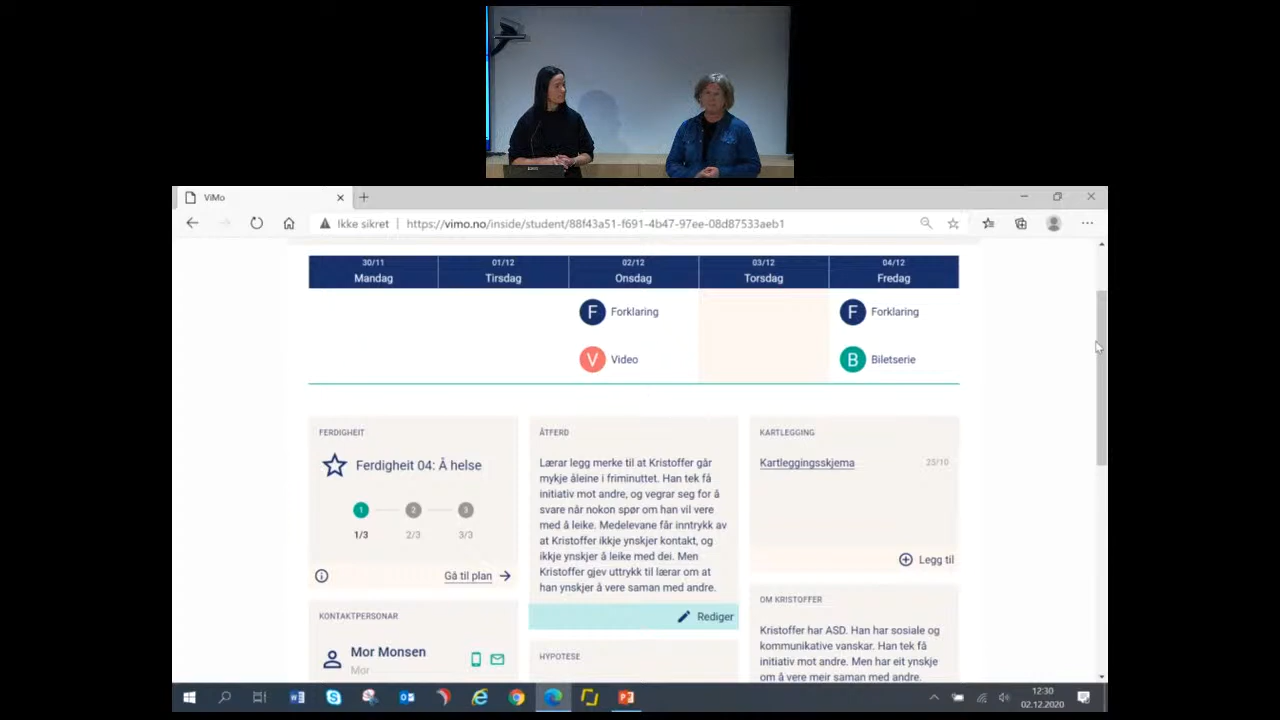 ViMo
Ikke sikret
https://vimo.no/inside/student/88f43a51-f691-4b47-97ee-08d87533aeb1
30/11
Mandag
01/12
Tirsdag
02/12
Onsdag
03/12
Torsdag
04/12
Fredag
F Forklaring
F Forklaring
V Video
B Biletserie
FERDIGHEIT
Ferdigheit 04: Å helse
1 2 3
1/3 2/3 3/3
Gå til plan
KONTAKTPERSONAR
Mor Monsen
Mor
ÅTFERD
Lærar legg merke til at Kristoffer går
mykje åleine i friminuttet. Han tek få
initiativ mot andre, og vegrar seg for å
svare når nokon spør om han vil vere
med å leike. Medelevane får inntrykk av
at Kristoffer ikkje ynskjer kontakt, og
ikkje ynskjer å leike med dei. Men
Kristoffer gjev uttrykk til lærar om at
han ynskjer å vere saman med andre.
Rediger
HYPOTESE
KARTLEGGING
Kartleggingsskjema 25/10
Legg til
OM KRISTOFFER
Kristoffer har ASD. Han har sosiale og
kommunikative vanskar. Han tek få
initiativ mot andre. Men har eit ynskje
om å vere meir saman med andre.
12:30
02.12.2020